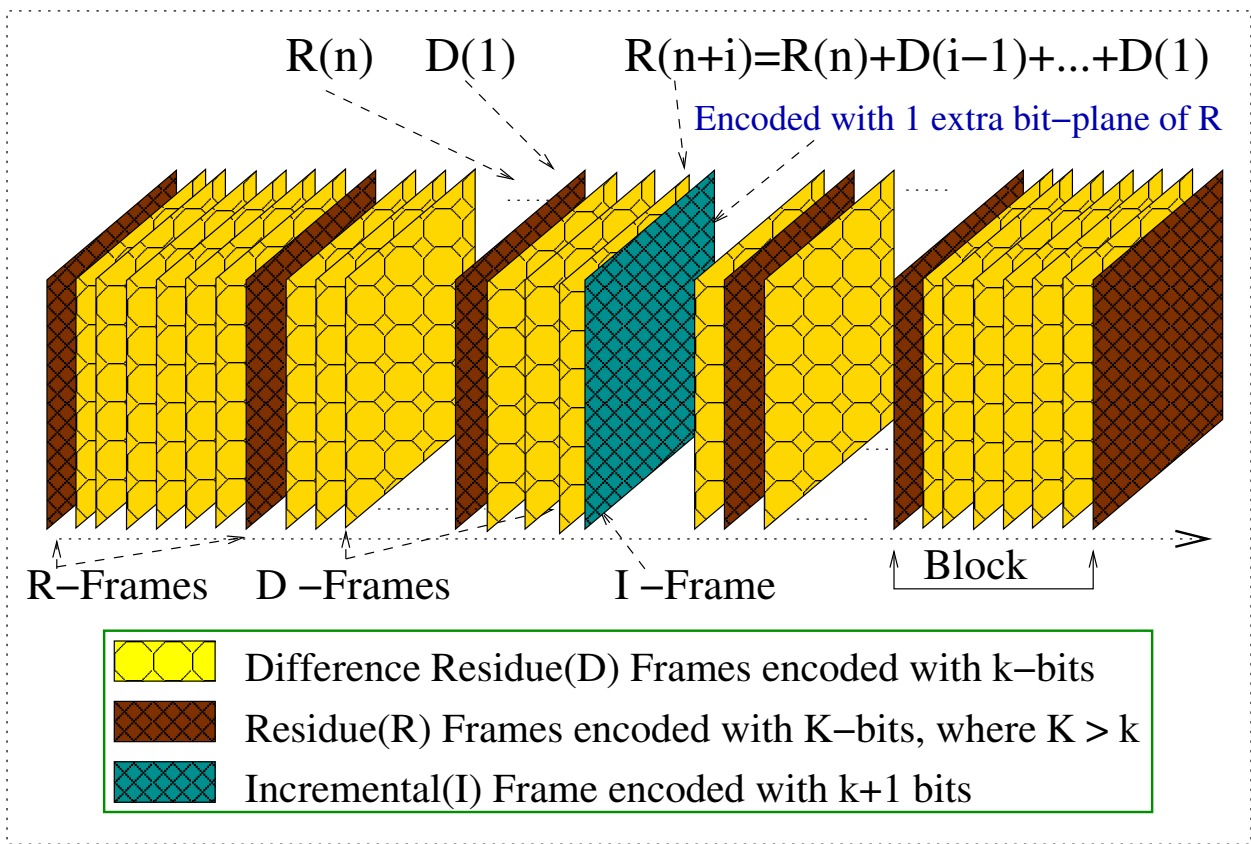 R(n) D(1) R(n+i)=R(n)+D(i−1)+...+D(1)
Encoded with 1 extra bit−plane of R
R−Frames D −Frames I −Frame Block
Difference Residue(D) Frames encoded with k−bits
Residue(R) Frames encoded with K−bits, where K > k
Incremental(I) Frame encoded with k+1 bits